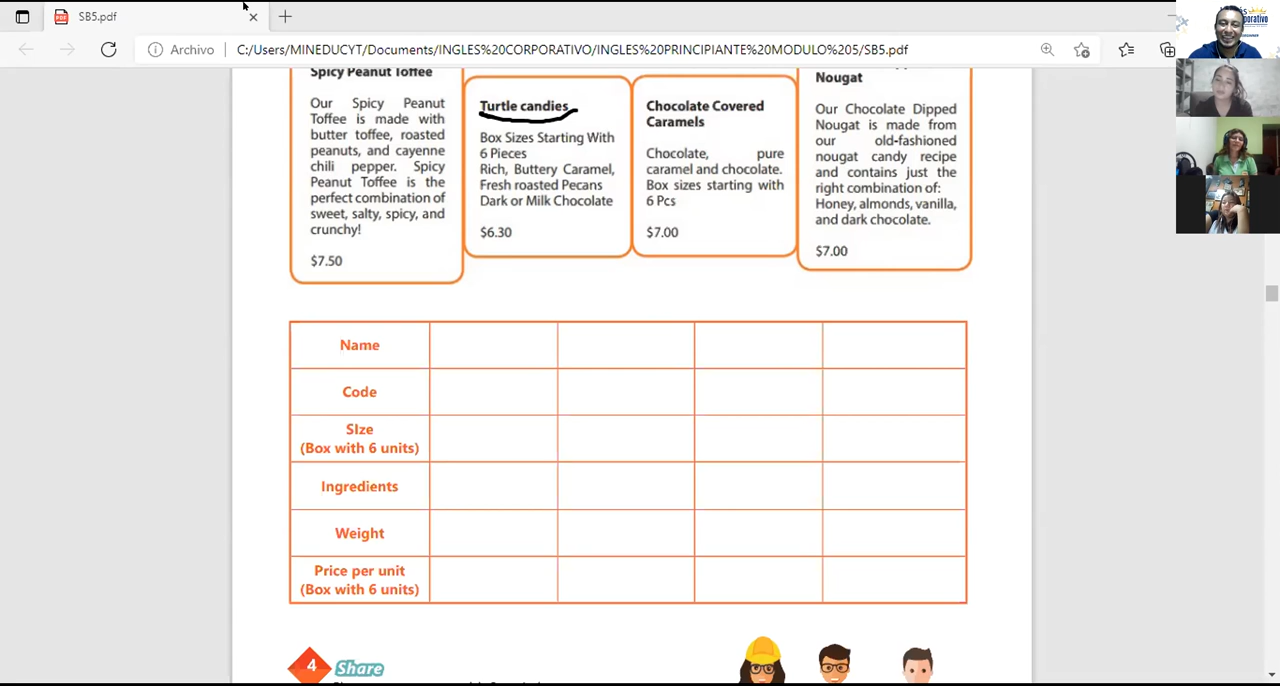 SB5.pdf
Archivo
C:/Users/MINEDUCYT/Documents/INGLES%20CORPORATIVO/INGLES%20PRINCIPIANTE%20MODULO%205/SB5.pdf
Spicy Peanut Toffee
Our Spicy Peanut
Toffee is made with
butter toffee, roasted
peanuts, and cayenne
chili pepper. Spicy
Peanut Toffee is the
perfect combination of
sweet, salty, spicy, and
crunchy!
$7.50
Turtle candies
Box Sizes Starting With
6 Pieces
Rich, Buttery Caramel,
Fresh roasted Pecans
Dark or Milk Chocolate
$6.30
Chocolate Covered
Caramels
Chocolate, pure
caramel and chocolate.
Box sizes starting with
6 Pcs
$7.00
Nougat
Our Chocolate Dipped
Nougat is made from
our old-fashioned
nougat candy recipe
and contains just the
right combination of:
Honey, almonds, vanilla,
and dark chocolate.
$7.00
Name
Code
SIze
(Box with 6 units)
Ingredients
Weight
Price per unit
(Box with 6 units)
4 Share